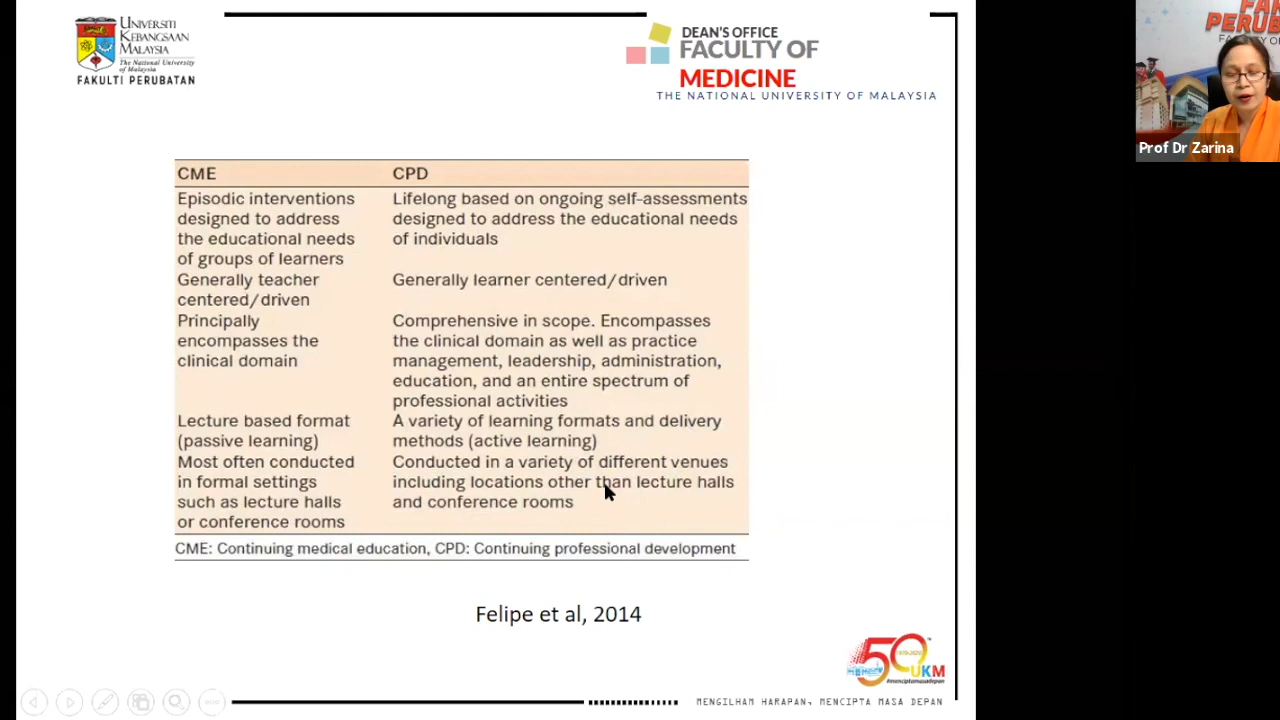 UNIVERSITI
KEBANGSAAN
MALAYSIA
The National University
of Malaysia
FAKULTI PERUBATAN
DEAN'S OFFICE
FACULTY OF
MEDICINE
THE NATIONAL UNIVERSITY OF MALAYSIA
Prof Dr Zarina
CME CPD
Episodic interventions Lifelong based on ongoing self-assessments
designed to address designed to address the educational needs
the educational needs of individuals
of groups of learners
Generally teacher Generally learner centered/driven
centered/driven
Principally Comprehensive in scope. Encompasses
encompasses the the clinical domain as well as practice
clinical domain management, leadership, administration,
education, and an entire spectrum of
professional activities
Lecture based format A variety of learning formats and delivery
(passive learning) methods (active learning)
Most often conducted Conducted in a variety of different venues
in formal settings including locations other than lecture halls
such as lecture halls and conference rooms
or conference rooms
CME: Continuing medical education, CPD: Continuing professional development
Felipe et al, 2014
50
UKM
#menciptamasadepan
MENGILHAM HARAPAN, MENCIPTA MASA DEPAN